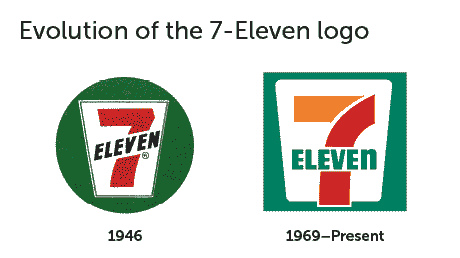 Evolution of the 7-Eleven logo
7
ELEVEN
®
7
ELEVEn
1946
1969–Present